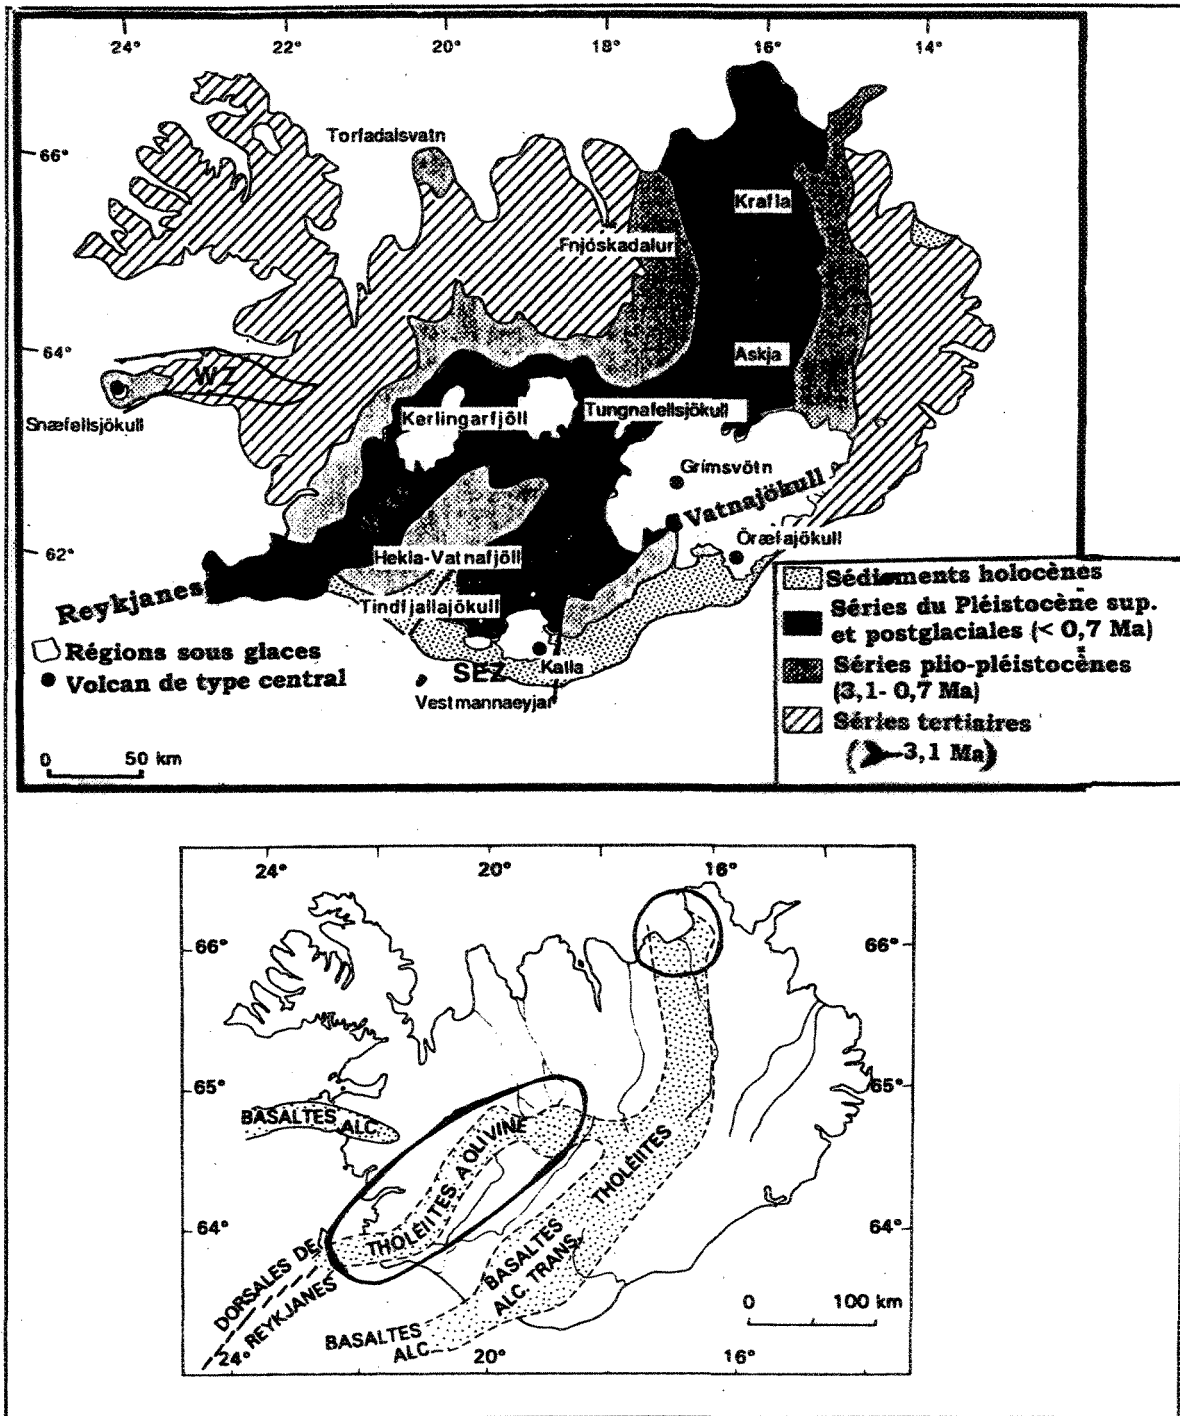 24° 22° 20° 18° 16° 14°
66°
64°
62°
Torfadalsvatn
Krafla
Fnjóskadalur
Askja
WZ
Snæfellsjökull
Kerlingarfjöll
Tungnafellsjökull
Grimsvötn
Vatnajökull
Öræfajökull
Hekla-Vatnafjöll
Reykjanes
Tindfjallajökull
SEZ
Kalla
Vestmannaeyjar
Régions sous glaces
Volcan de type central
0 50 km
Sédiments holocènes
Séries du Pléistocène sup.
et postglaciales (< 0,7 Ma)
Séries plio-pléistocènes
(3,1- 0,7 Ma)
Séries tertiaires
3,1 Ma)
24° 20° 16°
66° 66°
65° 65°
64° 64°
BASALTES ALC.
THOLÉIITES A OLIVINE
THOLÉIITES
BASALTES
ALC. TRANS.
DORSALES DE
REYKJANES
BASALTES
ALC.
0 100 km
24° 20° 16°